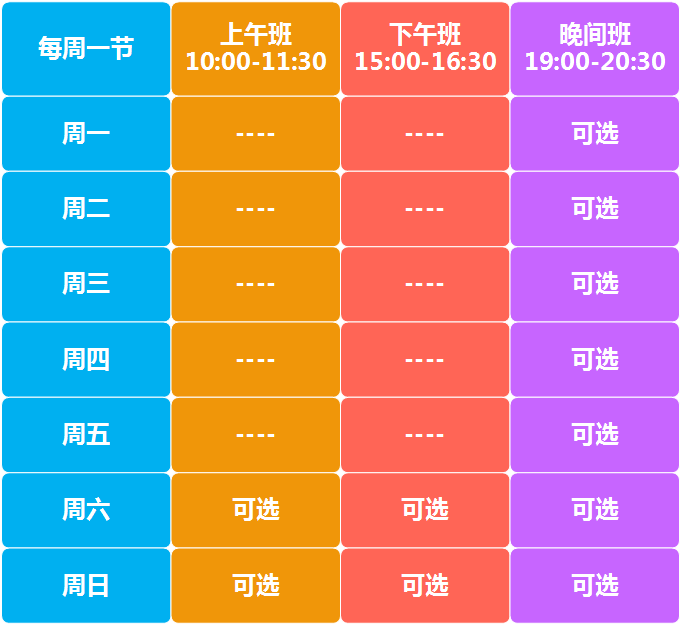 每周一节
上午班
10:00-11:30
下午班
15:00-16:30
晚间班
19:00-20:30
周一
----
----
可选
周二
----
----
可选
周三
----
----
可选
周四
----
----
可选
周五
----
----
可选
周六
可选
可选
可选
周日
可选
可选
可选